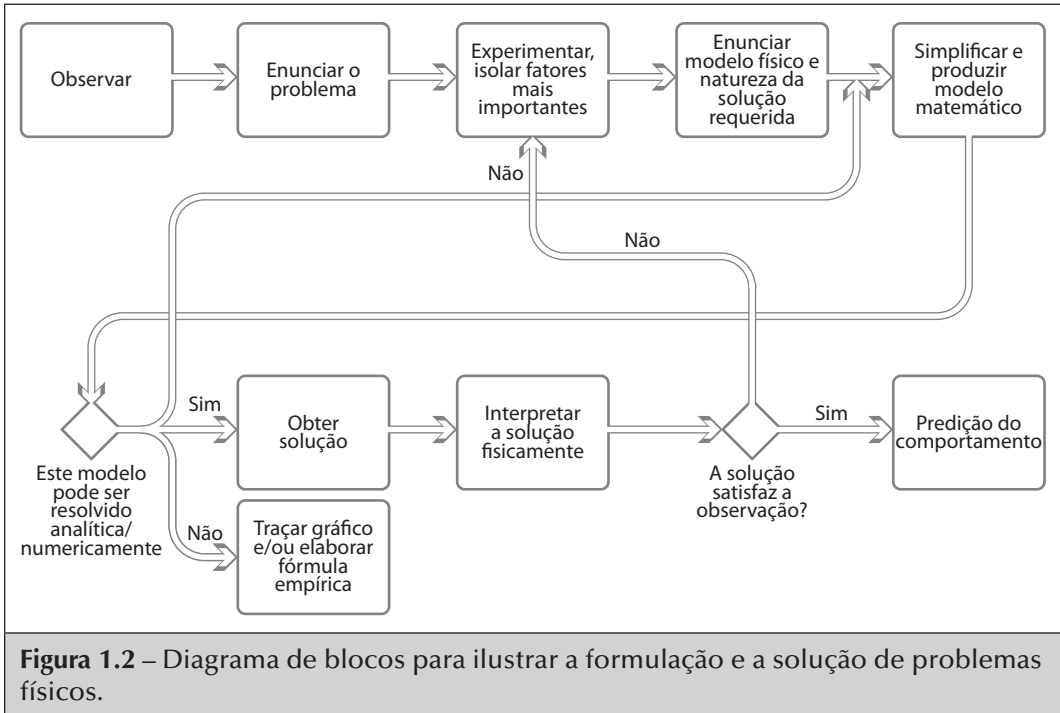 Observar
Enunciar o
problema
Experimentar,
isolar fatores
mais
importantes
Enunciar
modelo físico e
natureza da
solução
requerida
Simplificar e
produzir
modelo
matemático
Não
Não
Sim
Obter
solução
Interpretar
a solução
fisicamente
Sim
Predição do
comportamento
Este modelo
pode ser
resolvido
analítica/
numericamente
A solução
satisfaz a
observação?
Não
Traçar gráfico
e/ou elaborar
fórmula
empírica
Figura 1.2 – Diagrama de blocos para ilustrar a formulação e a solução de problemas
físicos.